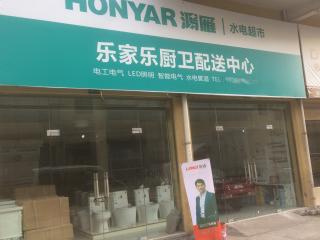 HONYAR 鸿雁 | 水电超市
乐家乐厨卫配送中心
电工电气 LED照明 智能电气 水电管道 TEL